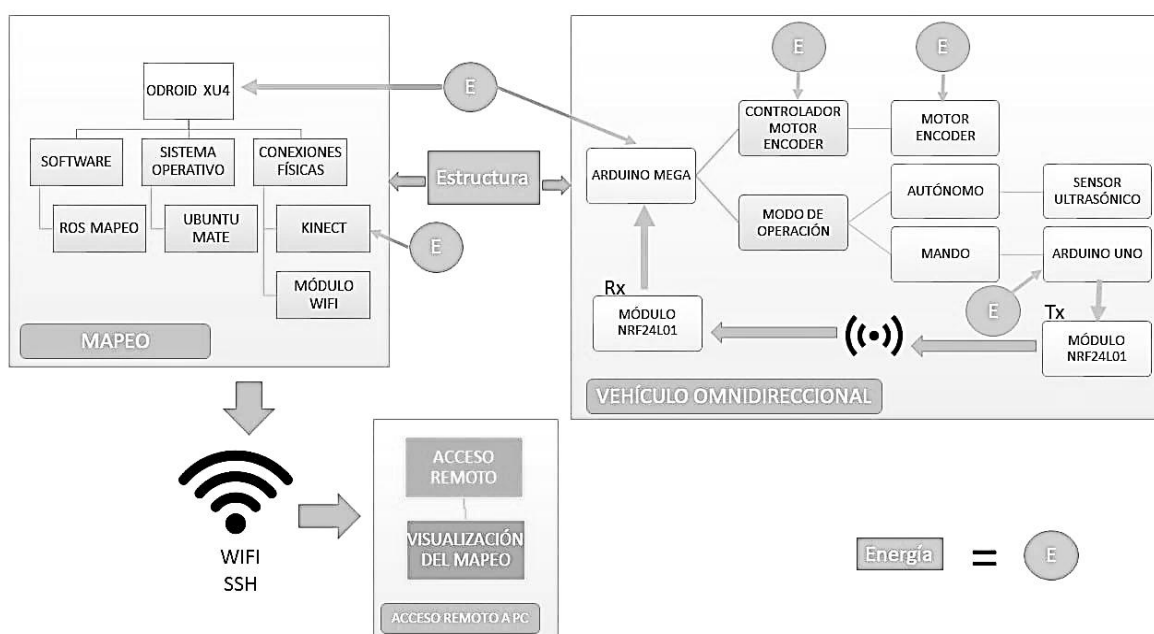 ODROID XU4
SOFTWARE
SISTEMA
OPERATIVO
CONEXIONES
FÍSICAS
ROS MAPEO
UBUNTU
MATE
KINECT
MÓDULO
WIFI
MAPEO
E
E
Estructura
E
E
CONTROLADOR
MOTOR
ENCODER
MOTOR
ENCODER
ARDUINO MEGA
AUTÓNOMO
SENSOR
ULTRASÓNICO
MODO DE
OPERACIÓN
MANDO
ARDUINO UNO
E
Rx
MÓDULO
NRF24L01
Tx
MÓDULO
NRF24L01
VEHÍCULO OMNIDIRECCIONAL
WIFI
SSH
ACCESO
REMOTO
VISUALIZACIÓN
DEL MAPEO
ACCESO REMOTO A PC
Energía = E